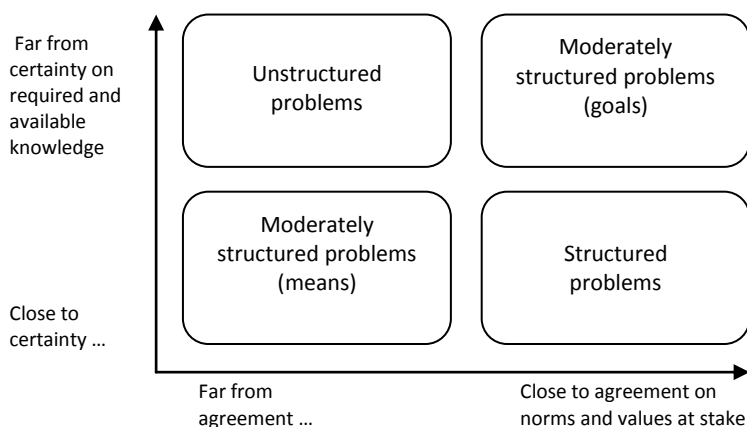 Far from
certainty on
required and
available
knowledge
Unstructured
problems
Moderately
structured problems
(goals)
Moderately
structured problems
(means)
Structured
problems
Close to
certainty …
Far from
agreement …
Close to agreement on
norms and values at stake